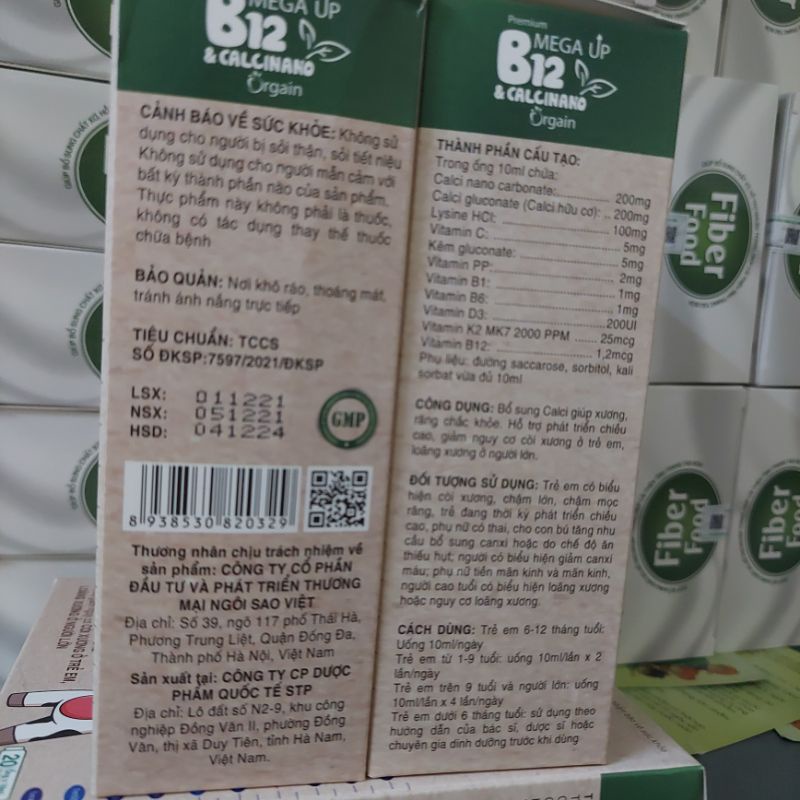 MEGA UP
B12
& CALCINANO
Orgain
CẢNH BÁO VỀ SỨC KHỎE: Không sử
dụng cho người bị sỏi thận, sỏi tiết niệu
Không sử dụng cho người mẫn cảm với
bất kỳ thành phần nào của sản phẩm.
Thực phẩm này không phải là thuốc,
không có tác dụng thay thế thuốc
chữa bệnh
BẢO QUẢN: Nơi khô ráo, thoáng mát,
tránh ánh nắng trực tiếp
TIÊU CHUẨN: TCCS
SỐ ĐKSP:7597/2021/ĐKSP
LSX: 011221
NSX: 051221
HSD: 041224
GMP
8 938530 820329
Thương nhân chịu trách nhiệm về
sản phẩm: CÔNG TY CỔ PHẦN
ĐẦU TƯ VÀ PHÁT TRIỂN THƯƠNG
MẠI NGÔI SAO VIỆT
Địa chỉ: Số 39, ngõ 117 phố Thái Hà,
Phương Trung Liệt, Quận Đống Đa,
Thành phố Hà Nội, Việt Nam
Sản xuất tại: CÔNG TY CP DƯỢC
PHẨM QUỐC TẾ STP
Địa chỉ: Lô đất số N2-9, khu công
nghiệp Đồng Văn II, phường Đồng
Văn, thị xã Duy Tiên, tỉnh Hà Nam,
Việt Nam.
Premium
MEGA UP
B12
& CALCINANO
Orgain
THÀNH PHẦN CẤU TẠO:
Trong ống 10ml chứa:
Calci nano carbonate: 200mg
Calci gluconate (Calci hữu cơ): .. 200mg
Lysine HCl: 100mg
Vitamin C: 5mg
Kẽm gluconate: 5mg
Vitamin PP: 2mg
Vitamin B1: 1mg
Vitamin B6: 1mg
Vitamin D3: 200UI
Vitamin K2 MK7 2000 PPM ...... 25mcg
Vitamin B12: 1,2mcg
Phụ liệu: đường saccarose, sorbitol, kali
sorbat vừa đủ 10ml
CÔNG DỤNG: Bổ sung Calci giúp xương,
răng chắc khỏe. Hỗ trợ phát triển chiều
cao, giảm nguy cơ còi xương ở trẻ em,
loãng xương ở người lớn.
ĐỐI TƯỢNG SỬ DỤNG: Trẻ em có biểu
hiện còi xương, chậm lớn, chậm mọc
răng, trẻ đang thời kỳ phát triển chiều
cao, phụ nữ có thai, cho con bú tăng nhu
cầu bổ sung canxi hoặc do chế độ ăn
thiếu hụt; người có biểu hiện giảm canxi
máu; phụ nữ tiền mãn kinh và mãn kinh,
người cao tuổi có biểu hiện loãng xương
hoặc nguy cơ loãng xương.
CÁCH DÙNG: Trẻ em 6-12 tháng tuổi:
Uống 10ml/ngày
Trẻ em từ 1-9 tuổi: uống 10ml/lần x 2
lần/ngày
Trẻ em trên 9 tuổi và người lớn: uống
10ml/lần x 4 lần/ngày
Trẻ em dưới 6 tháng tuổi: sử dụng theo
hướng dẫn của bác sĩ, dược sĩ hoặc
chuyên gia dinh dưỡng trước khi dùng
Fiber
Food
Fiber
Food
Fiber
Food
20